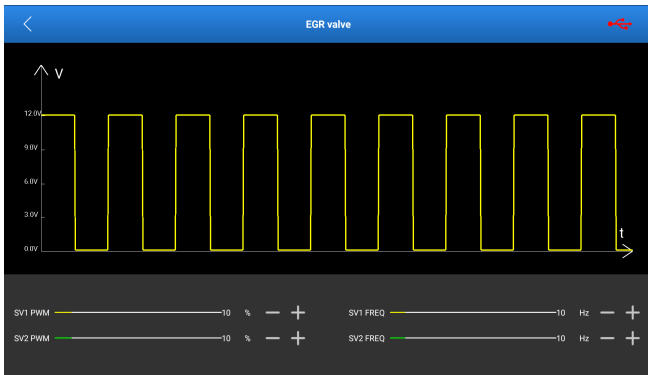 EGR valve
V
12.0V
9.0V
6.0V
3.0V
0.0V
t
SV1 PWM 10 % SV1 FREQ 10 Hz
SV2 PWM 10 % SV2 FREQ 10 Hz